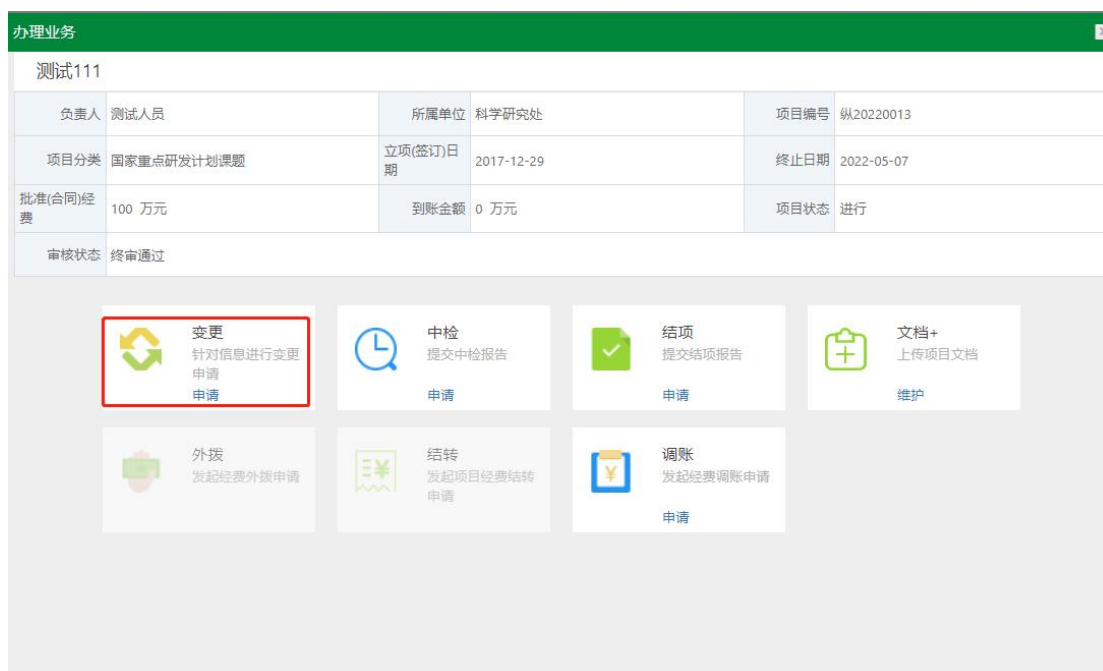 办理业务
测试111
负责人 测试人员 所属单位 科学研究处 项目编号 纵20220013
项目分类 国家重点研发计划课题 立项(签订)日
期 2017-12-29 终止日期 2022-05-07
批准(合同)经
费 100 万元 到账金额 0 万元 项目状态 进行
审核状态 终审通过
变更
针对信息进行变更
申请
申请
中检
提交中检报告
申请
结项
提交结项报告
申请
文档+
上传项目文档
维护
外拨
发起经费外拨申请
结转
发起项目经费结转
申请
调账
发起经费调账申请
申请